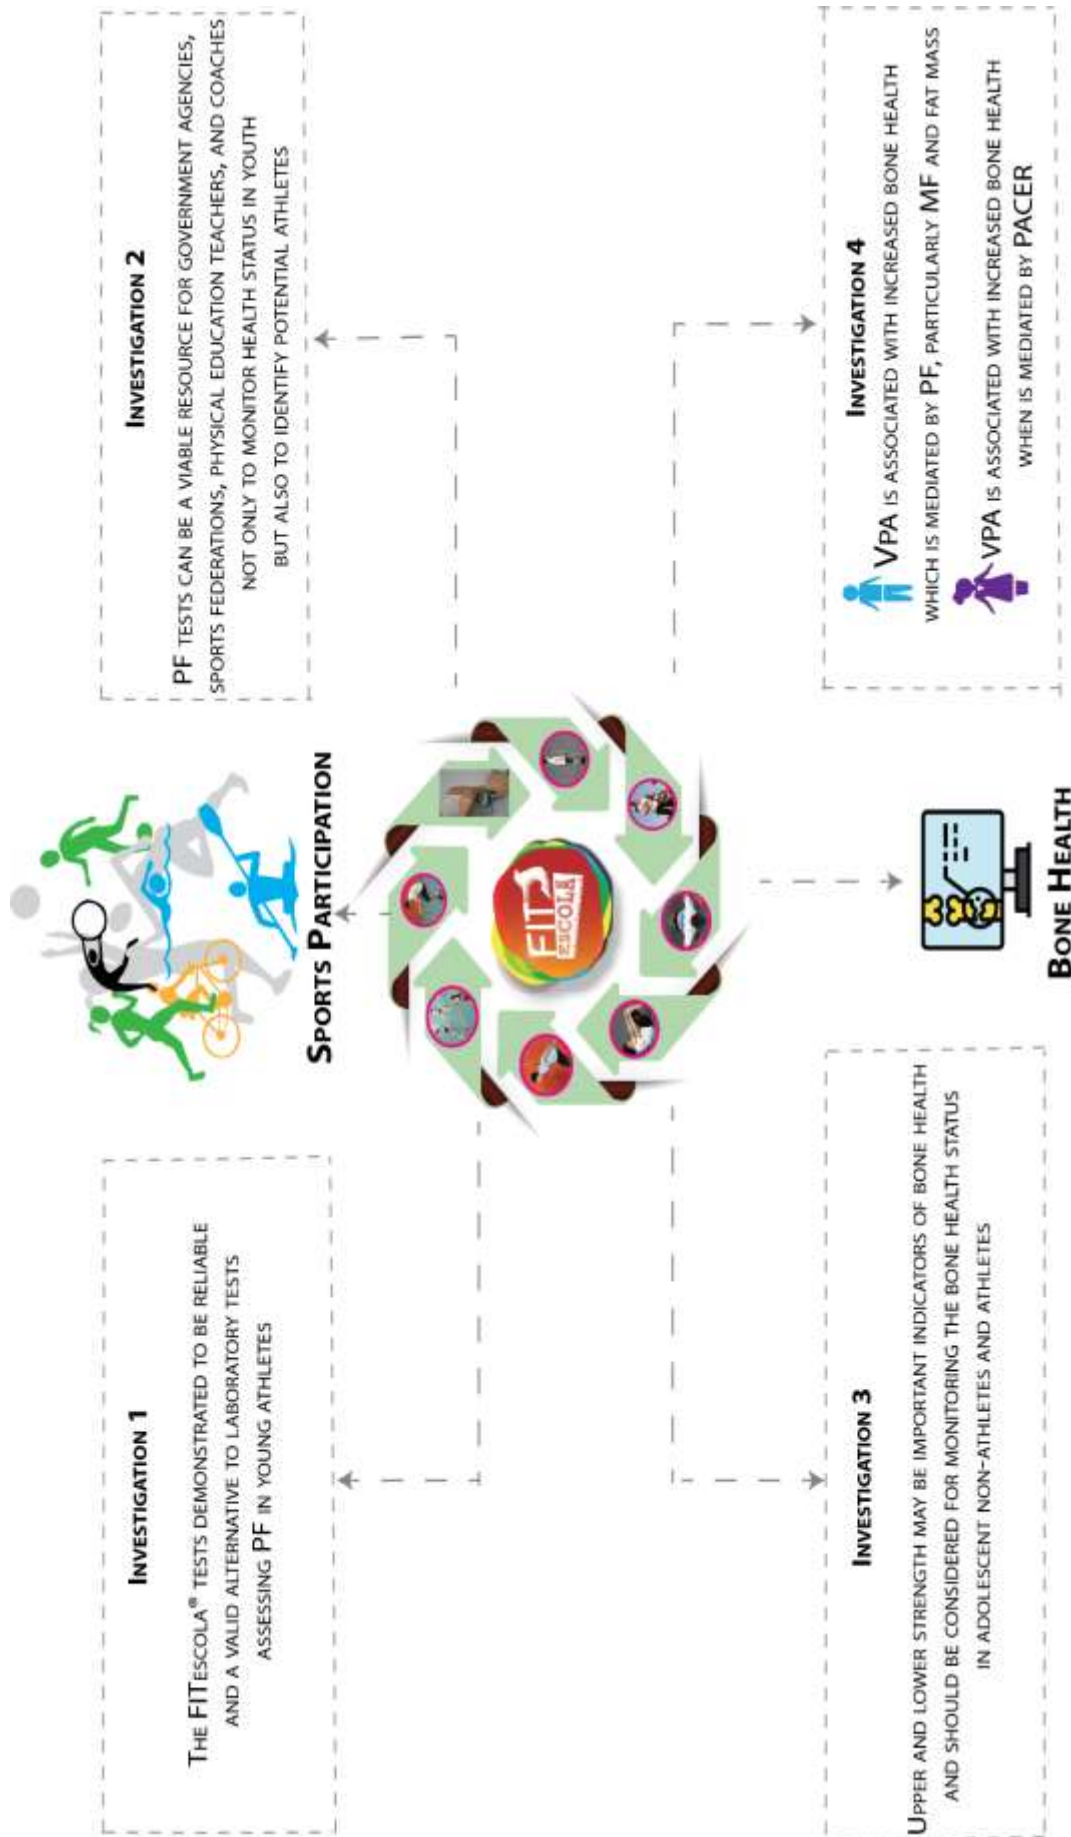 INVESTIGATION 1
THE FITESCOLA® TESTS DEMONSTRATED TO BE RELIABLE
AND A VALID ALTERNATIVE TO LABORATORY TESTS
ASSESSING PF IN YOUNG ATHLETES
SPORTS PARTICIPATION
INVESTIGATION 2
PF TESTS CAN BE A VIABLE RESOURCE FOR GOVERNMENT AGENCIES,
SPORTS FEDERATIONS, PHYSICAL EDUCATION TEACHERS, AND COACHES
NOT ONLY TO MONITOR HEALTH STATUS IN YOUTH
BUT ALSO TO IDENTIFY POTENTIAL ATHLETES
FIT
ESCOLA
INVESTIGATION 3
UPPER AND LOWER STRENGTH MAY BE IMPORTANT INDICATORS OF BONE HEALTH
AND SHOULD BE CONSIDERED FOR MONITORING THE BONE HEALTH STATUS
IN ADOLESCENT NON-ATHLETES AND ATHLETES
BONE HEALTH
INVESTIGATION 4
VPA IS ASSOCIATED WITH INCREASED BONE HEALTH
WHICH IS MEDIATED BY PF, PARTICULARLY MF AND FAT MASS
VPA IS ASSOCIATED WITH INCREASED BONE HEALTH
WHEN IS MEDIATED BY PACER